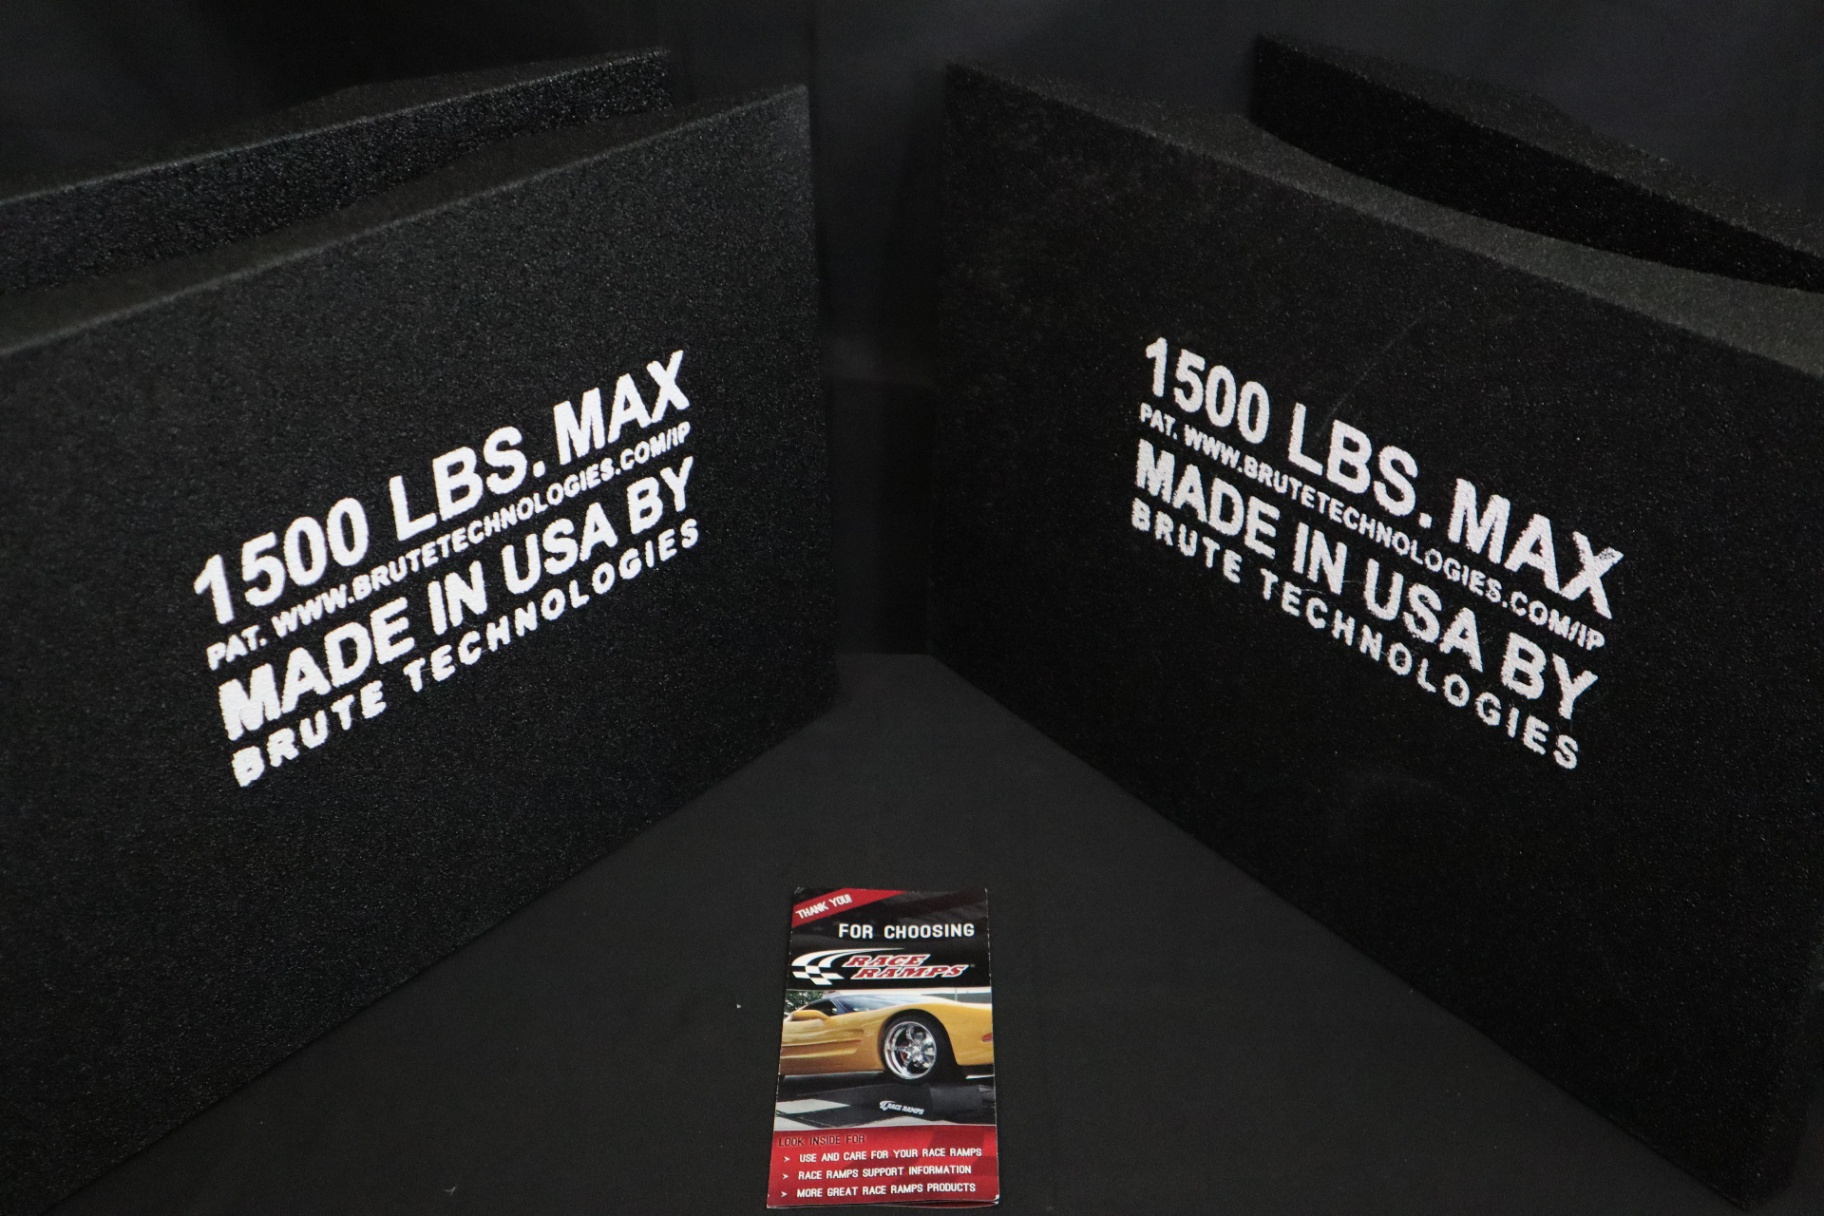 1500 LBS. MAX
PAT. WWW.BRUTETECHNOLOGIES.COM/IP
MADE IN USA BY
BRUTE TECHNOLOGIES
1500 LBS. MAX
PAT. WWW.BRUTETECHNOLOGIES.COM/IP
MADE IN USA BY
BRUTE TECHNOLOGIES
THANK YOU!
FOR CHOOSING
RACE
RAMPS
RACE RAMPS
LOOK INSIDE FOR
> USE AND CARE FOR YOUR RACE RAMPS
> RACE RAMPS SUPPORT INFORMATION
> MORE GREAT RACE RAMPS PRODUCTS